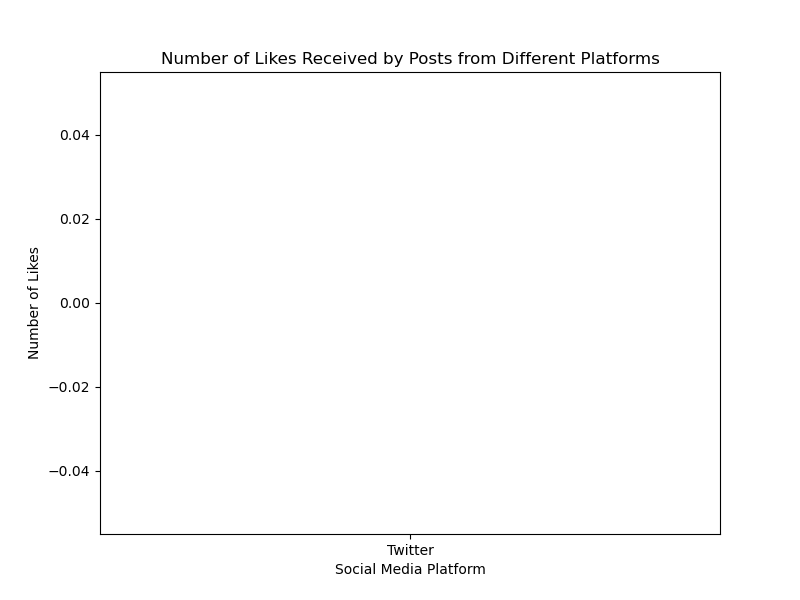 Number of Likes Received by Posts from Different Platforms
0.04
0.02
0.00
−0.02
−0.04
Number of Likes
Twitter
Social Media Platform